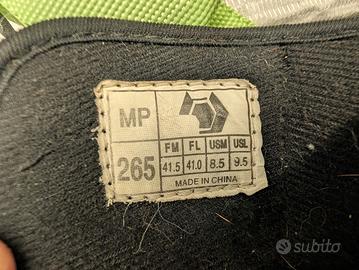 MP
FM FL USM USL
265 41.5 41.0 8.5 9.5
MADE IN CHINA
Subito